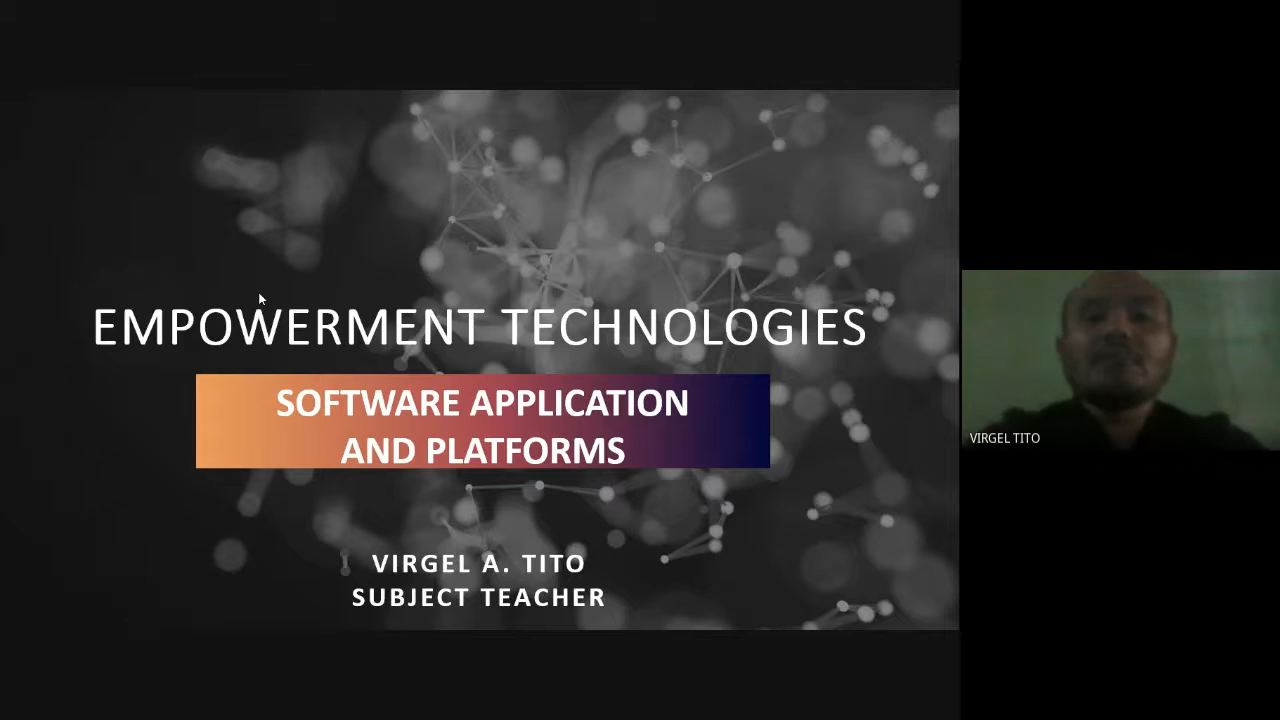 EMPOWERMENT TECHNOLOGIES
SOFTWARE APPLICATION
AND PLATFORMS
VIRGEL A. TITO
SUBJECT TEACHER
VIRGEL TITO